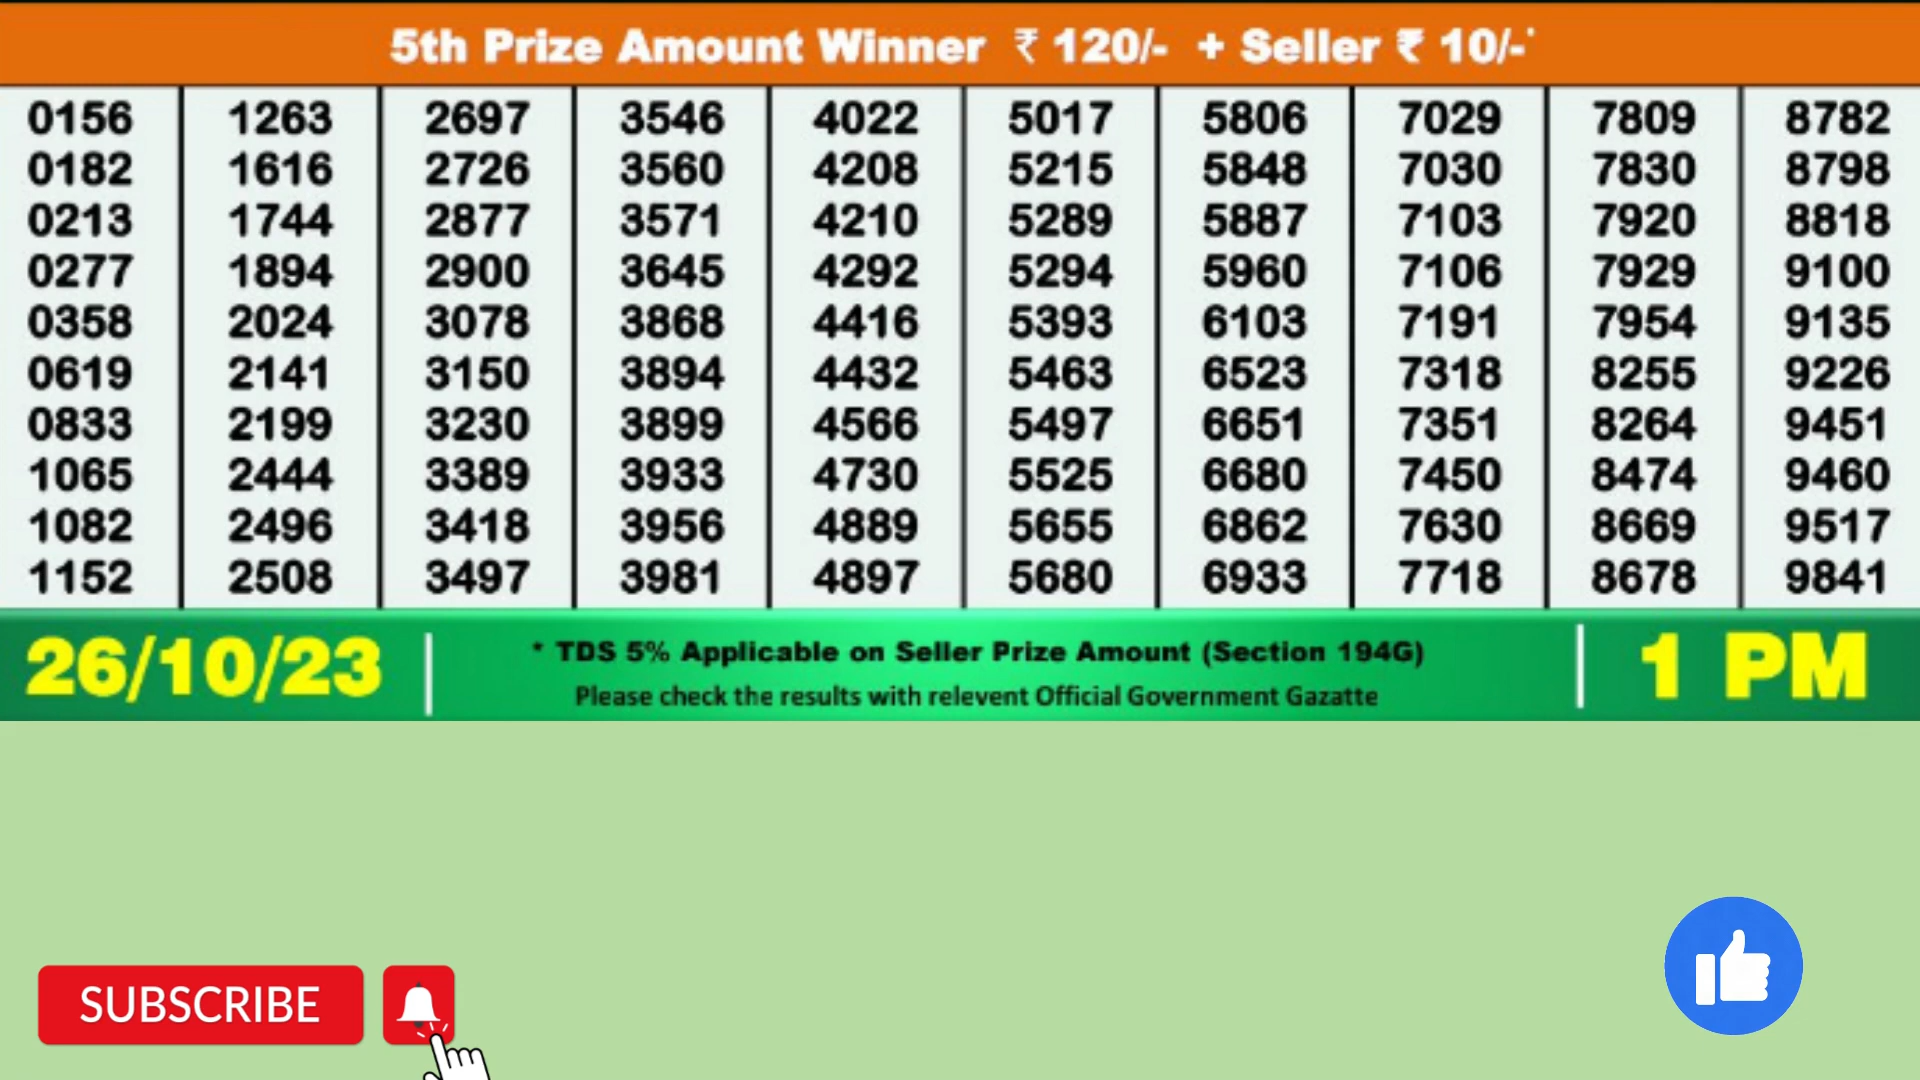 5th Prize Amount Winner ₹ 120/- + Seller ₹ 10/-*
0156 1263 2697 3546 4022 5017 5806 7029 7809 8782
0182 1616 2726 3560 4208 5215 5848 7030 7830 8798
0213 1744 2877 3571 4210 5289 5887 7103 7920 8818
0277 1894 2900 3645 4292 5294 5960 7106 7929 9100
0358 2024 3078 3868 4416 5393 6103 7191 7954 9135
0619 2141 3150 3894 4432 5463 6523 7318 8255 9226
0833 2199 3230 3899 4566 5497 6651 7351 8264 9451
1065 2444 3389 3933 4730 5525 6680 7450 8474 9460
1082 2496 3418 3956 4889 5655 6862 7630 8669 9517
1152 2508 3497 3981 4897 5680 6933 7718 8678 9841
26/10/23
* TDS 5% Applicable on Seller Prize Amount (Section 194G)
Please check the results with relevent Official Government Gazatte
1 PM
SUBSCRIBE